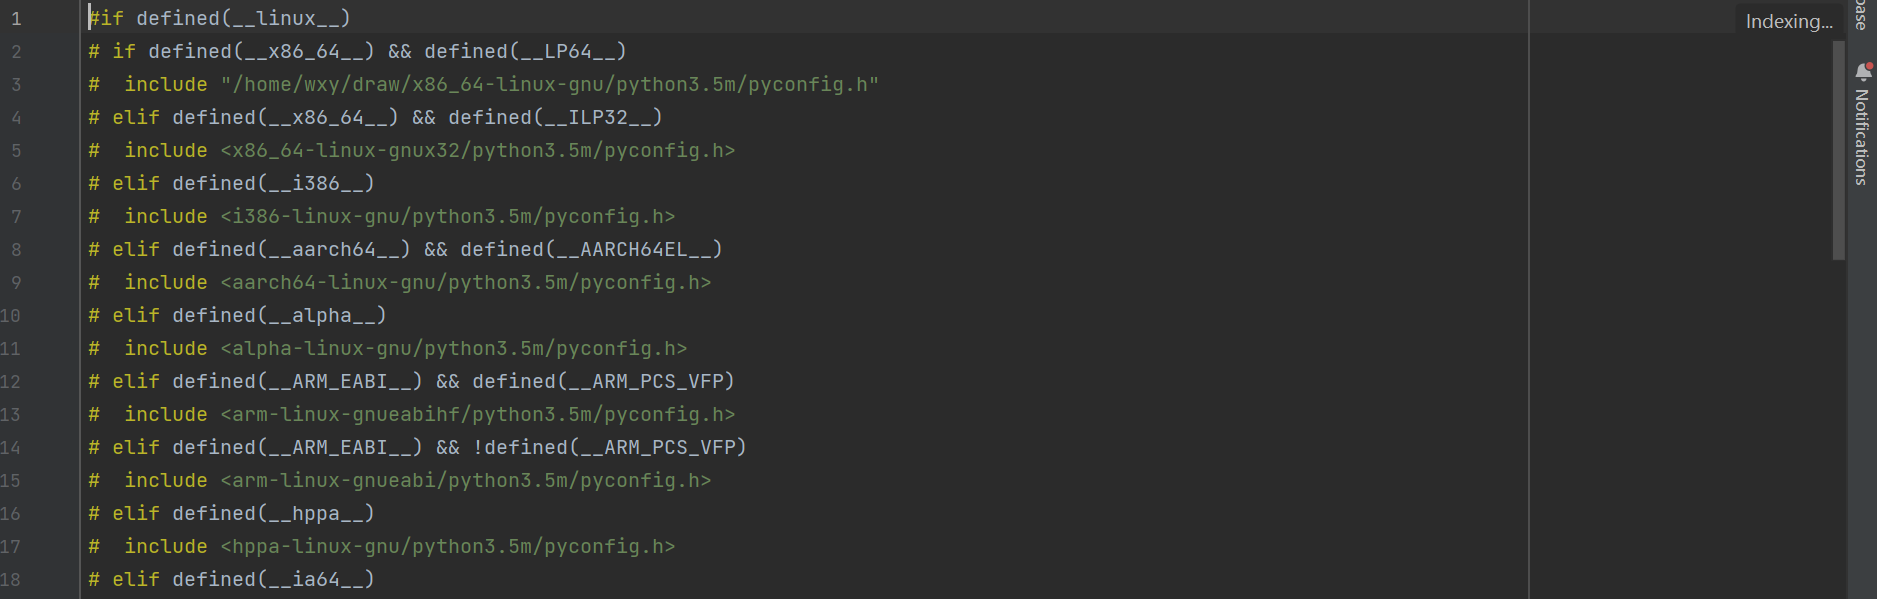 1 #if defined(__linux__)
2 # if defined(__x86_64__) && defined(__LP64__)
3 #  include "/home/wxy/draw/x86_64-linux-gnu/python3.5m/pyconfig.h"
4 # elif defined(__x86_64__) && defined(__ILP32__)
5 #  include <x86_64-linux-gnux32/python3.5m/pyconfig.h>
6 # elif defined(__i386__)
7 #  include <i386-linux-gnu/python3.5m/pyconfig.h>
8 # elif defined(__aarch64__) && defined(__AARCH64EL__)
9 #  include <aarch64-linux-gnu/python3.5m/pyconfig.h>
10 # elif defined(__alpha__)
11 #  include <alpha-linux-gnu/python3.5m/pyconfig.h>
12 # elif defined(__ARM_EABI__) && defined(__ARM_PCS_VFP)
13 #  include <arm-linux-gnueabihf/python3.5m/pyconfig.h>
14 # elif defined(__ARM_EABI__) && !defined(__ARM_PCS_VFP)
15 #  include <arm-linux-gnueabi/python3.5m/pyconfig.h>
16 # elif defined(__hppa__)
17 #  include <hppa-linux-gnu/python3.5m/pyconfig.h>
18 # elif defined(__ia64__)
Indexing...
Notifications